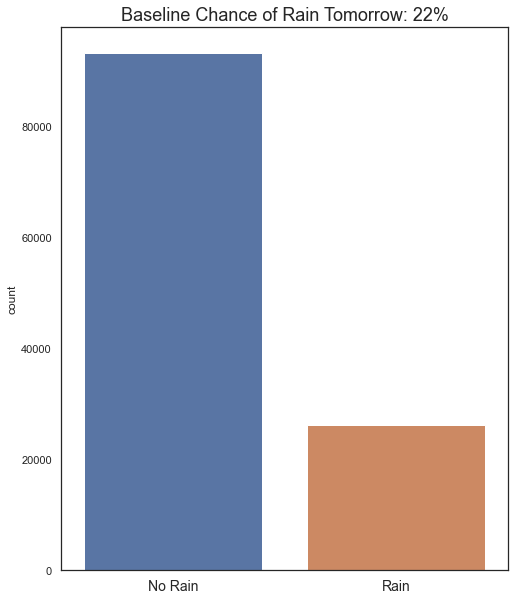 Baseline Chance of Rain Tomorrow: 22%
80000
60000
count
40000
20000
0
No Rain
Rain